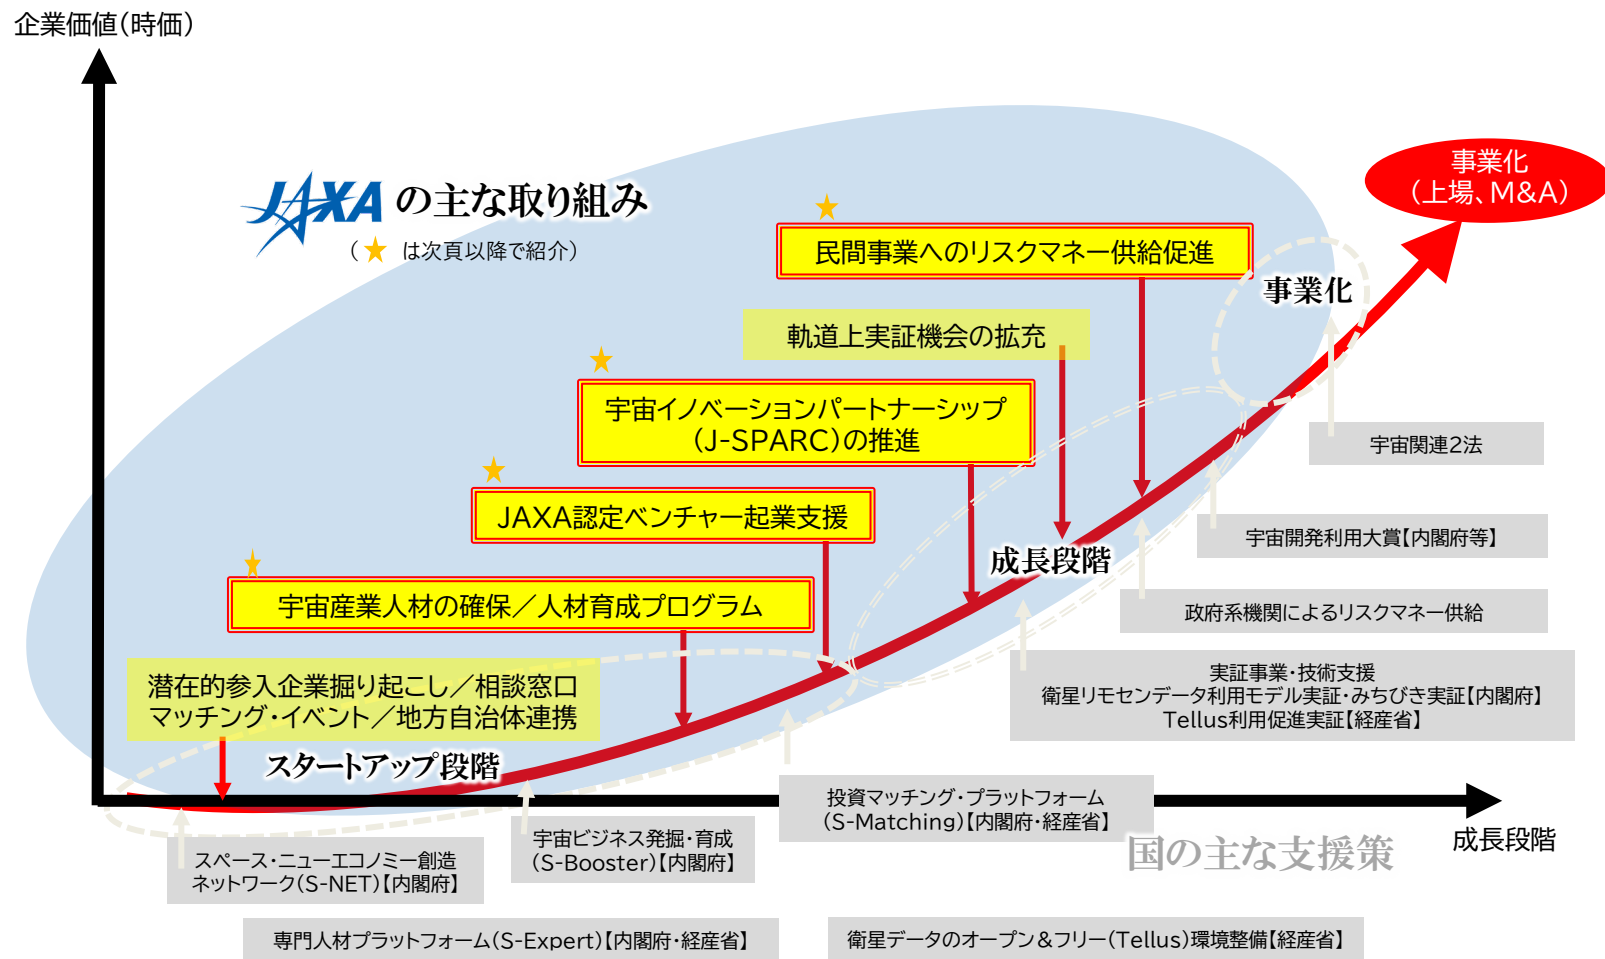 企業価値（時価）
事業化
（上場、M&A）
JAXA の主な取り組み
（★ は次頁以降で紹介）
民間事業へのリスクマネー供給促進
事業化
軌道上実証機会の拡充
宇宙イノベーションパートナーシップ
（J-SPARC）の推進
宇宙関連2法
JAXA認定ベンチャー起業支援
宇宙開発利用大賞【内閣府等】
成長段階
宇宙産業人材の確保／人材育成プログラム
政府系機関によるリスクマネー供給
潜在的参入企業掘り起こし／相談窓口
マッチング・イベント／地方自治体連携
実証事業・技術支援
衛星リモセンデータ利用モデル実証・みちびき実証【内閣府】
Tellus利用促進実証【経産省】
スタートアップ段階
投資マッチング・プラットフォーム
（S-Matching）【内閣府・経産省】
成長段階
国の主な支援策
宇宙ビジネス発掘・育成
（S-Booster）【内閣府】
スペース・ニューエコノミー創造
ネットワーク（S-NET）【内閣府】
専門人材プラットフォーム（S-Expert）【内閣府・経産省】
衛星データのオープン＆フリー（Tellus）環境整備【経産省】